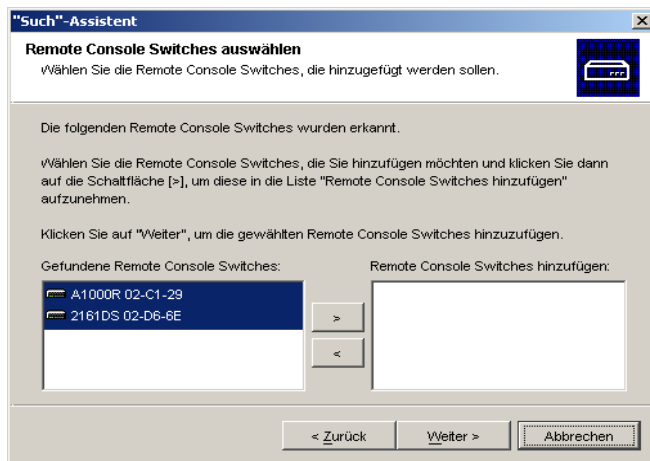 "Such"-Assistent
Remote Console Switches auswählen
Wählen Sie die Remote Console Switches, die hinzugefügt werden sollen.
Die folgenden Remote Console Switches wurden erkannt.
Wählen Sie die Remote Console Switches, die Sie hinzufügen möchten und klicken Sie dann
auf die Schaltfläche [>], um diese in die Liste "Remote Console Switches hinzufügen"
aufzunehmen.
Klicken Sie auf "Weiter", um die gewählten Remote Console Switches hinzuzufügen.
Gefundene Remote Console Switches:
Remote Console Switches hinzufügen:
A1000R 02-C1-29
2161DS 02-D6-6E
>
<
< Zurück
Weiter >
Abbrechen